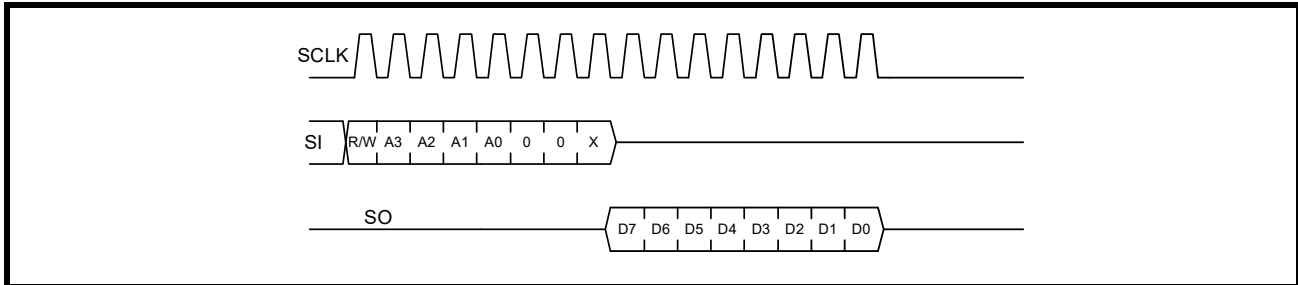 SCLK
SI R/W A3 A2 A1 A0 0 0 X
SO
D7 D6 D5 D4 D3 D2 D1 D0